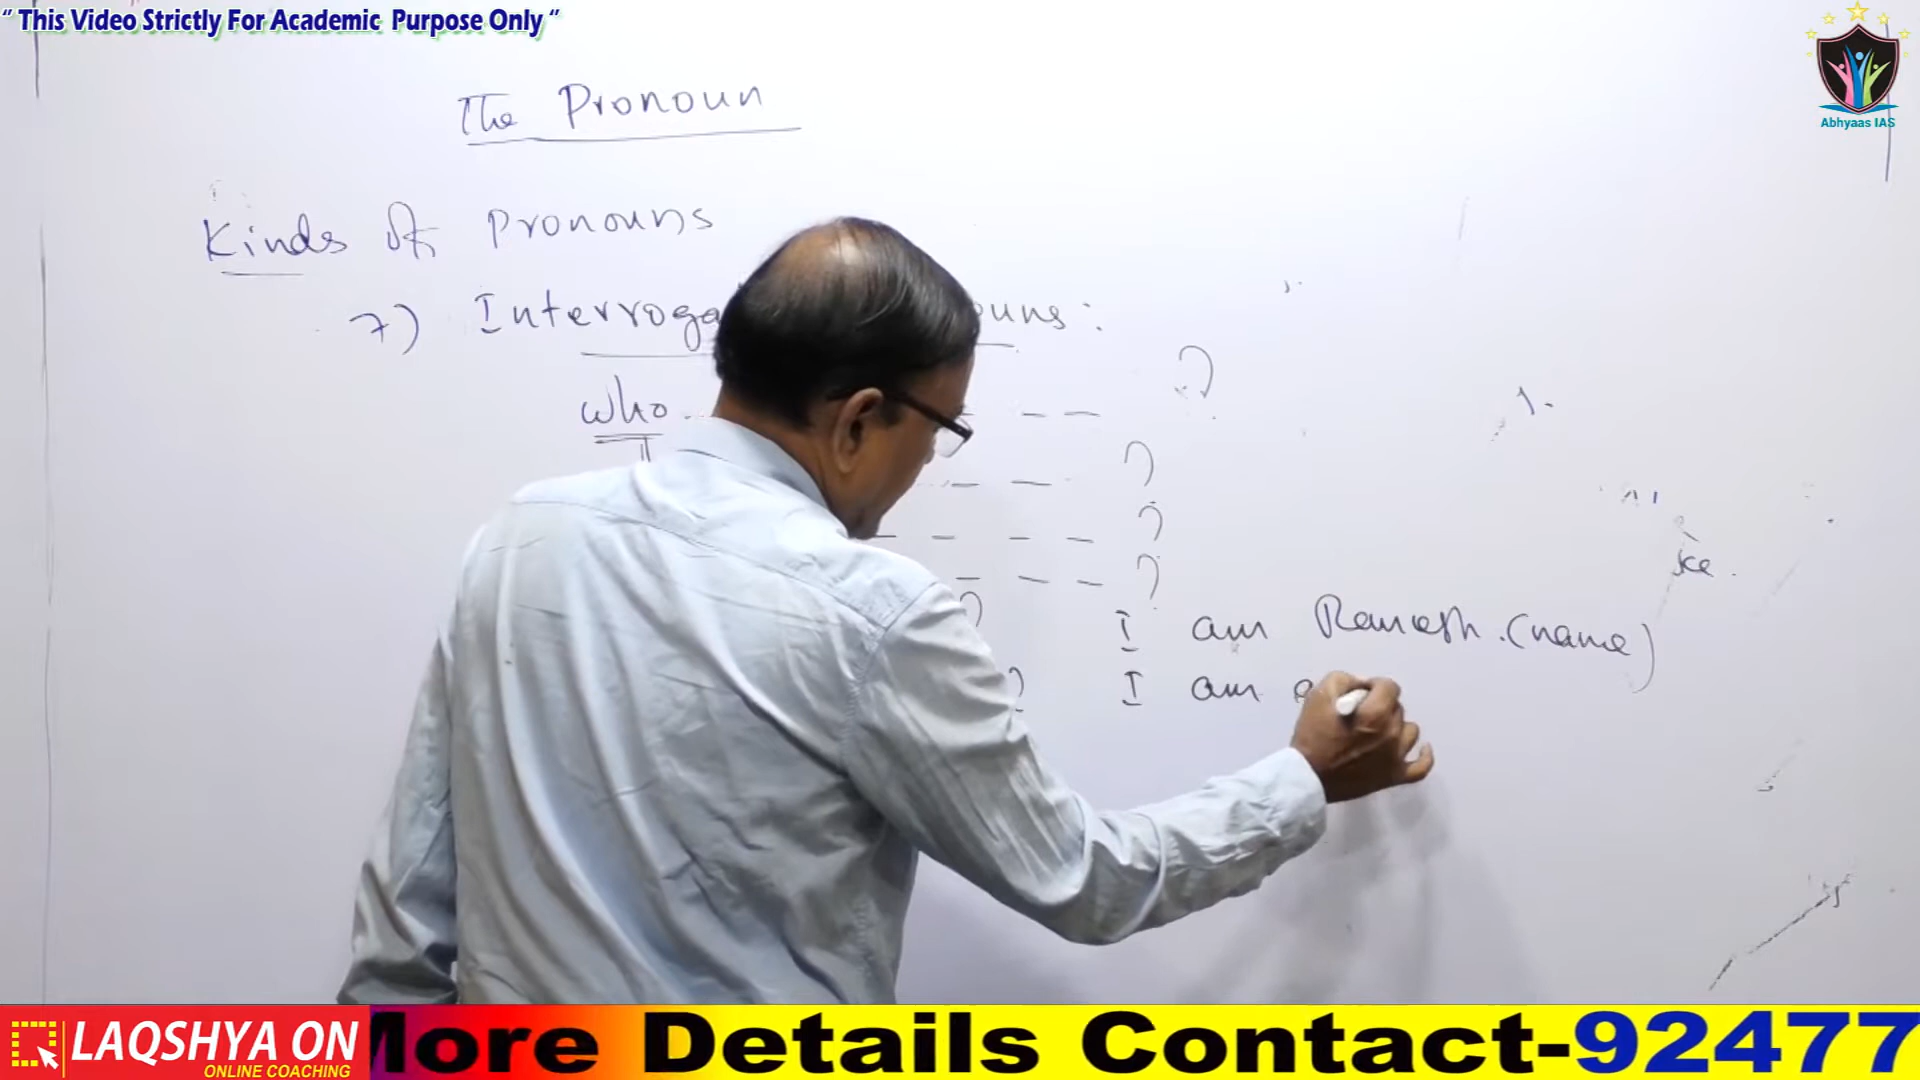 “ This Video Strictly For Academic Purpose Only “
Abhyaas IAS
The Pronoun
Kinds Of Pronouns
7) Interroga ouns :
who - - ?
- - ?
- - - - ?
- - - ?
? I am Ramesh. (name)
? I am a
LAQSHYA ON
ONLINE COACHING
More Details Contact-92477